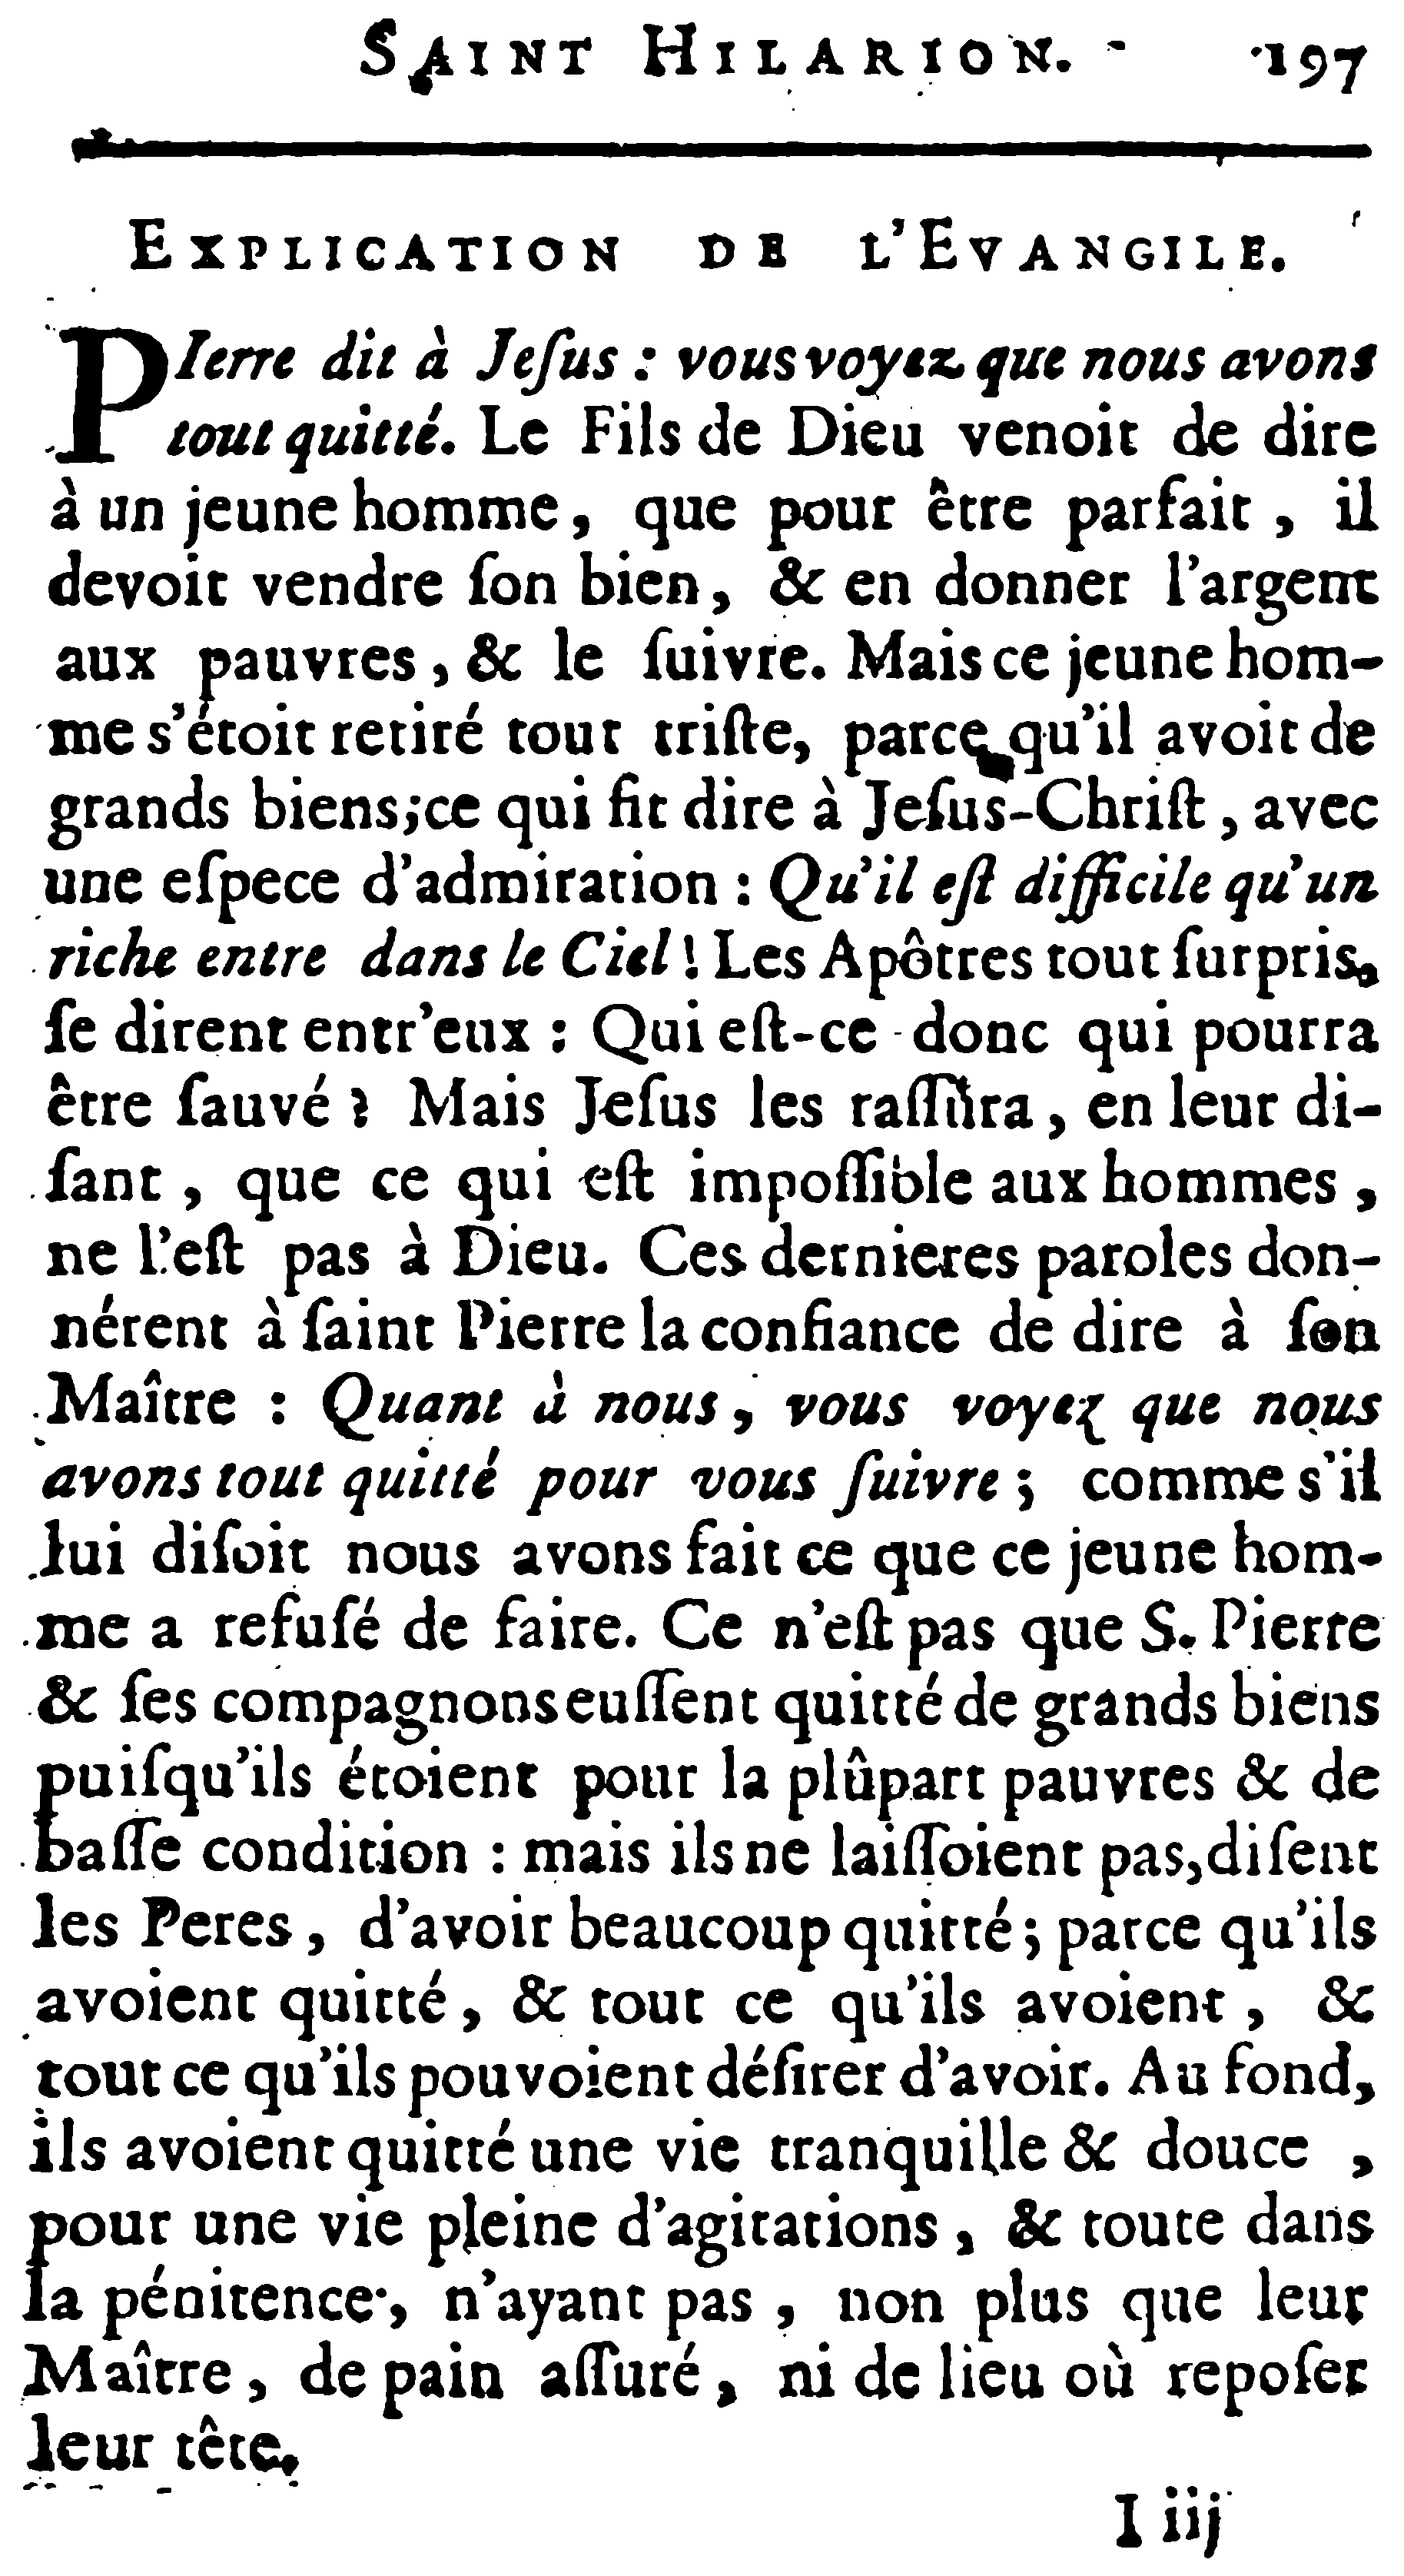 SAINT HILARION. 197
EXPLICATION DE L'EVANGILE.
PIerre dit à Jeſus : vous voyez que nous avons
tout quitté. Le Fils de Dieu venoit de dire
à un jeune homme, que pour être parfait, il
devoit vendre ſon bien, & en donner l'argent
aux pauvres, & le ſuivre. Mais ce jeune hom-
me s'étoit retiré tout triſte, parce qu'il avoit de
grands biens; ce qui fit dire à Jeſus-Chriſt, avec
une eſpece d'admiration : Qu'il eſt difficile qu'un
riche entre dans le Ciel ! Les Apôtres tout ſurpris,
ſe dirent entr'eux : Qui eſt-ce donc qui pourra
être ſauvé ? Mais Jeſus les raſſûra, en leur di-
ſant, que ce qui eſt impoſſible aux hommes,
ne l'eſt pas à Dieu. Ces dernieres paroles don-
nérent à ſaint Pierre la confiance de dire à ſon
Maître : Quant à nous, vous voyez que nous
avons tout quitté pour vous ſuivre ; comme s'il
lui diſoit nous avons fait ce que ce jeune hom-
me a refuſé de faire. Ce n'eſt pas que S. Pierre
& ſes compagnons euſſent quitté de grands biens
puiſqu'ils étoient pour la plûpart pauvres & de
baſſe condition : mais ils ne laiſſoient pas, diſent
les Peres, d'avoir beaucoup quitté ; parce qu'ils
avoient quitté, & tout ce qu'ils avoient, &
tout ce qu'ils pouvoient déſirer d'avoir. Au fond,
ils avoient quitté une vie tranquille & douce,
pour une vie pleine d'agitations, & toute dans
la pénitence, n'ayant pas, non plus que leur
Maître, de pain aſſuré, ni de lieu où repoſer
leur tête.
I iij